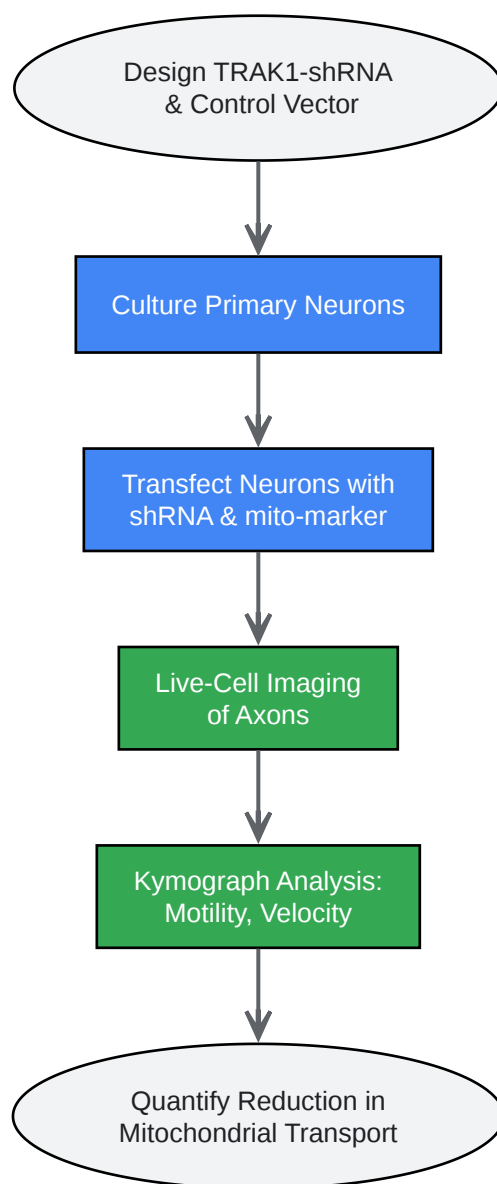 Design TRAK1-shRNA
& Control Vector
Culture Primary Neurons
Transfect Neurons with
shRNA & mito-marker
Live-Cell Imaging
of Axons
Kymograph Analysis:
Motility, Velocity
Quantify Reduction in
Mitochondrial Transport